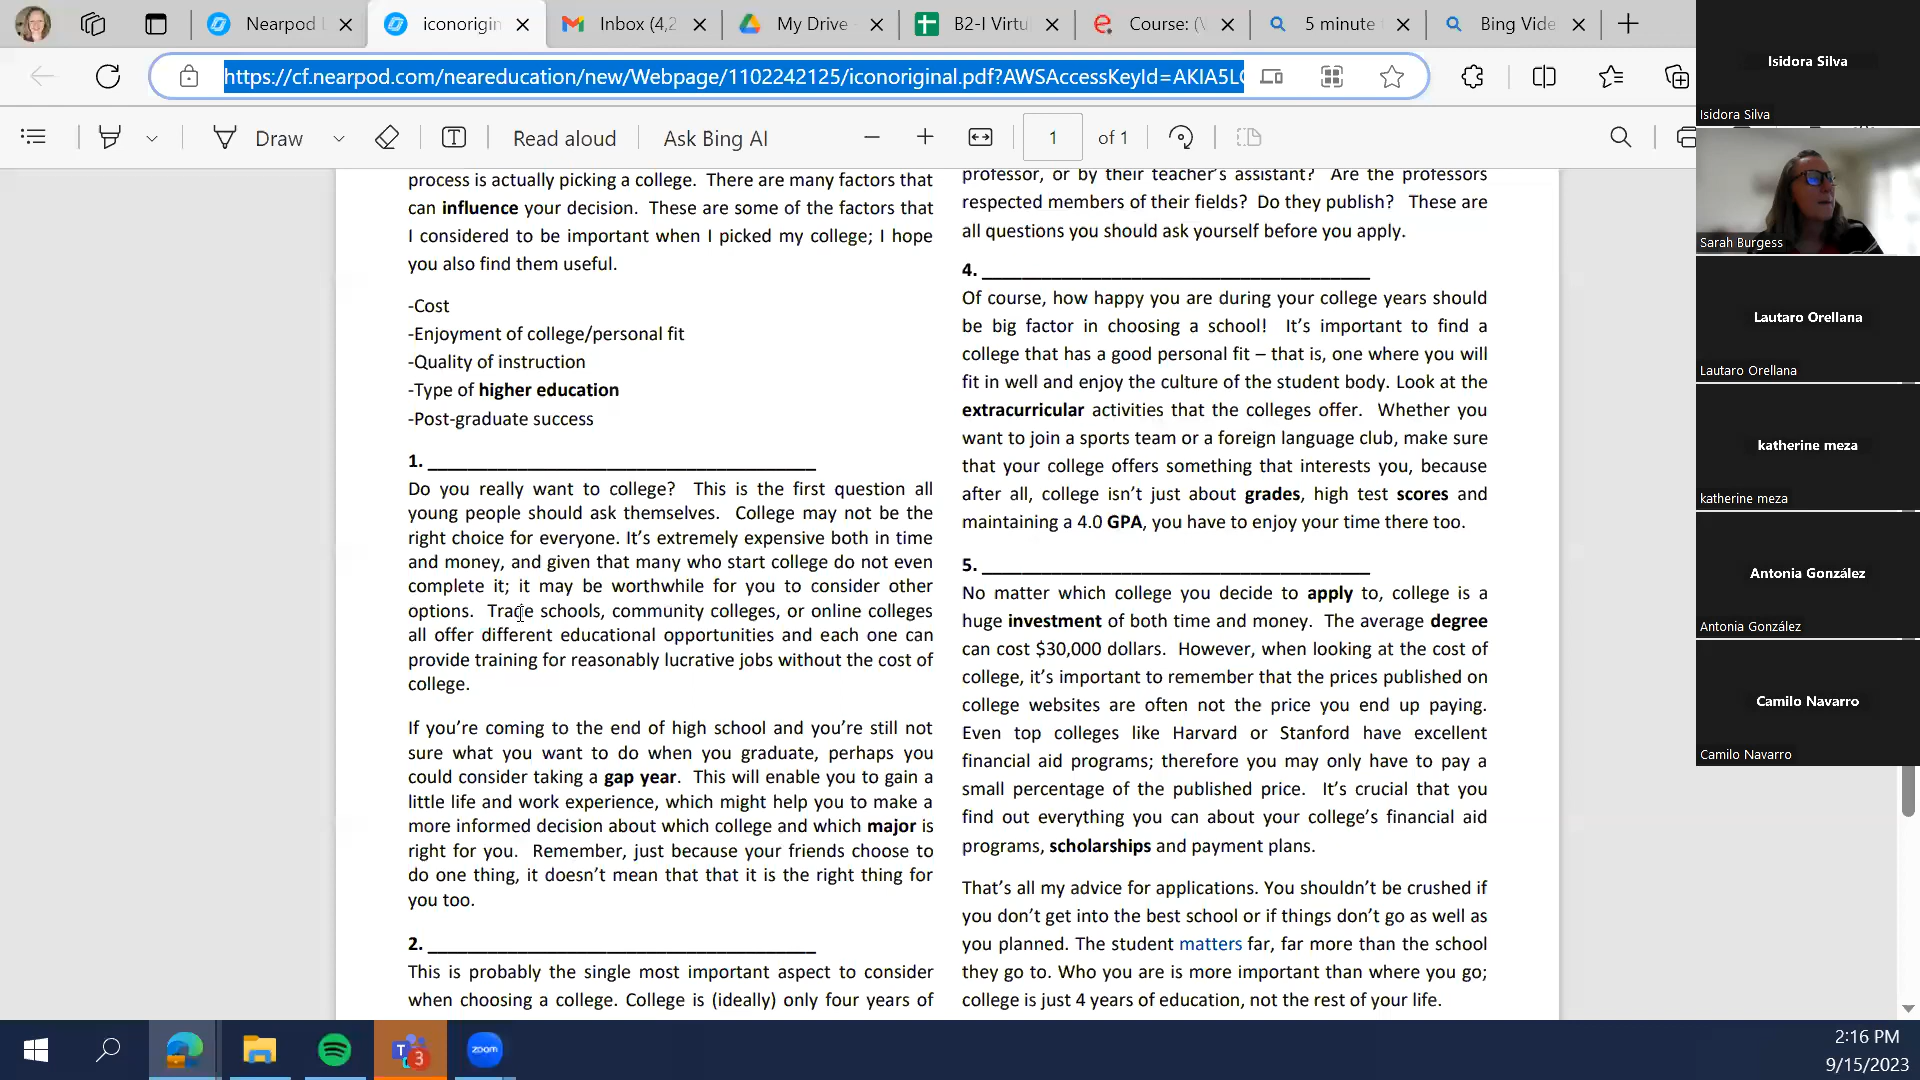 Nearpod
iconorigin
Inbox (4,2
My Drive
B2-I Virtu
Course: (V
5 minute
Bing Vide
https://cf.nearpod.com/neareducation/new/Webpage/1102242125/iconoriginal.pdf?AWSAccessKeyId=AKIA5LC
Draw
Read aloud
Ask Bing AI
1
of 1
process is actually picking a college. There are many factors that
can influence your decision. These are some of the factors that
I considered to be important when I picked my college; I hope
you also find them useful.
-Cost
-Enjoyment of college/personal fit
-Quality of instruction
-Type of higher education
-Post-graduate success
1. ______________________________________
Do you really want to college? This is the first question all
young people should ask themselves. College may not be the
right choice for everyone. It's extremely expensive both in time
and money, and given that many who start college do not even
complete it; it may be worthwhile for you to consider other
options. Trade schools, community colleges, or online colleges
all offer different educational opportunities and each one can
provide training for reasonably lucrative jobs without the cost of
college.
If you're coming to the end of high school and you're still not
sure what you want to do when you graduate, perhaps you
could consider taking a gap year. This will enable you to gain a
little life and work experience, which might help you to make a
more informed decision about which college and which major is
right for you. Remember, just because your friends choose to
do one thing, it doesn't mean that that it is the right thing for
you too.
2. ______________________________________
This is probably the single most important aspect to consider
when choosing a college. College is (ideally) only four years of
professor, or by their teacher's assistant? Are the professors
respected members of their fields? Do they publish? These are
all questions you should ask yourself before you apply.
4. ______________________________________
Of course, how happy you are during your college years should
be big factor in choosing a school! It's important to find a
college that has a good personal fit – that is, one where you will
fit in well and enjoy the culture of the student body. Look at the
extracurricular activities that the colleges offer. Whether you
want to join a sports team or a foreign language club, make sure
that your college offers something that interests you, because
after all, college isn't just about grades, high test scores and
maintaining a 4.0 GPA, you have to enjoy your time there too.
5. ______________________________________
No matter which college you decide to apply to, college is a
huge investment of both time and money. The average degree
can cost $30,000 dollars. However, when looking at the cost of
college, it's important to remember that the prices published on
college websites are often not the price you end up paying.
Even top colleges like Harvard or Stanford have excellent
financial aid programs; therefore you may only have to pay a
small percentage of the published price. It's crucial that you
find out everything you can about your college's financial aid
programs, scholarships and payment plans.
That's all my advice for applications. You shouldn't be crushed if
you don't get into the best school or if things don't go as well as
you planned. The student matters far, far more than the school
they go to. Who you are is more important than where you go;
college is just 4 years of education, not the rest of your life.
Isidora Silva
Isidora Silva
Sarah Burgess
Lautaro Orellana
Lautaro Orellana
katherine meza
katherine meza
Antonia González
Antonia González
Camilo Navarro
Camilo Navarro
T
3
zoom
2:16 PM
9/15/2023